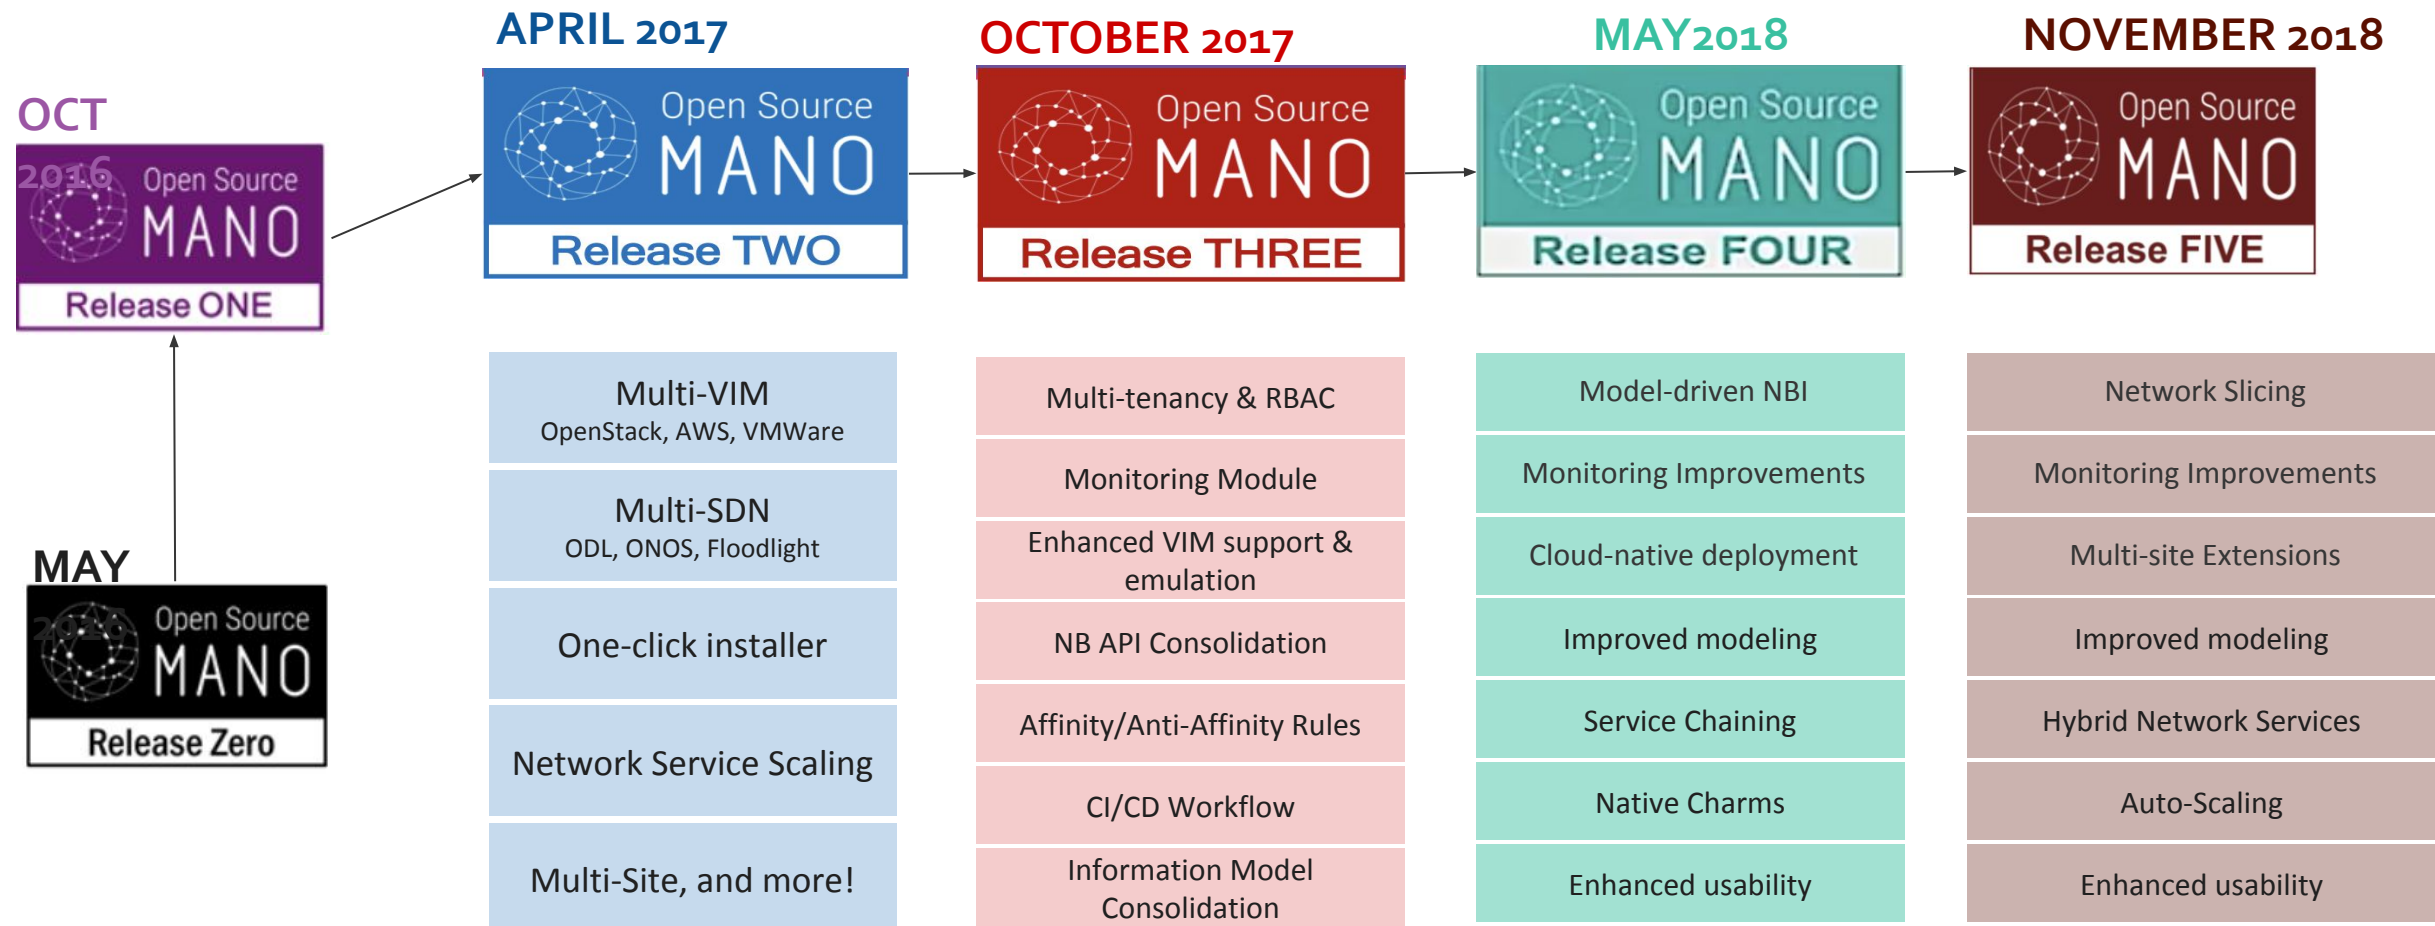 OCT
2016
Open Source
MANO
Release ONE
MAY
2016
Open Source
MANO
Release Zero
APRIL 2017
Open Source
MANO
Release TWO
Multi-VIM
OpenStack, AWS, VMWare
Multi-SDN
ODL, ONOS, Floodlight
One-click installer
Network Service Scaling
Multi-Site, and more!
OCTOBER 2017
Open Source
MANO
Release THREE
Multi-tenancy & RBAC
Monitoring Module
Enhanced VIM support &
emulation
NB API Consolidation
Affinity/Anti-Affinity Rules
CI/CD Workflow
Information Model
Consolidation
MAY2018
Open Source
MANO
Release FOUR
Model-driven NBI
Monitoring Improvements
Cloud-native deployment
Improved modeling
Service Chaining
Native Charms
Enhanced usability
NOVEMBER 2018
Open Source
MANO
Release FIVE
Network Slicing
Monitoring Improvements
Multi-site Extensions
Improved modeling
Hybrid Network Services
Auto-Scaling
Enhanced usability